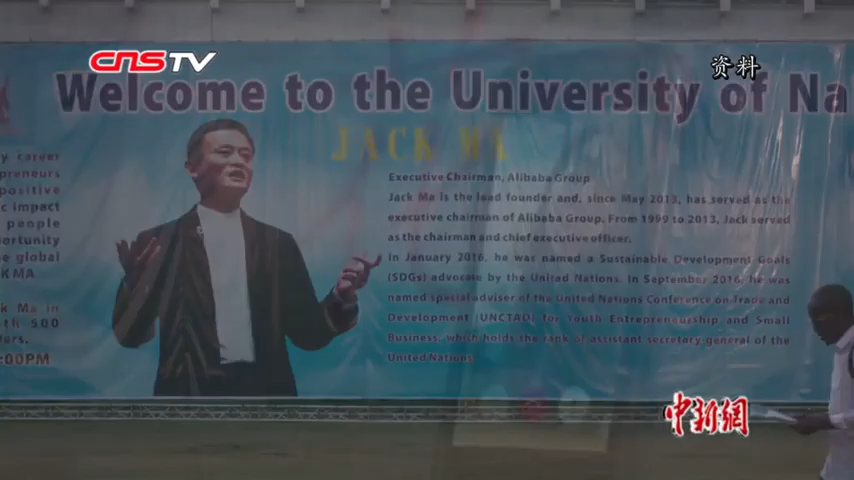 CNSTV
资料
Welcome to the University of Na
JACK MA
y career
preneurs
positive
c impact
people
portunity
e global
K MA
ck Ma in
th 500
ders.
:00PM
Executive Chairman, Alibaba Group
Jack Ma is the lead founder and, since May 2013, has served as the
executive chairman of Alibaba Group. From 1999 to 2013, Jack served
as the chairman and chief executive officer.
In January 2016, he was named a Sustainable Development Goals
(SDGs) advocate by the United Nations. In September 2016, he was
named special adviser of the United Nations Conference on Trade and
Development (UNCTAD) for Youth Entrepreneurship and Small
Business, which holds the rank of assistant secretary-general of the
United Nations.
中新網